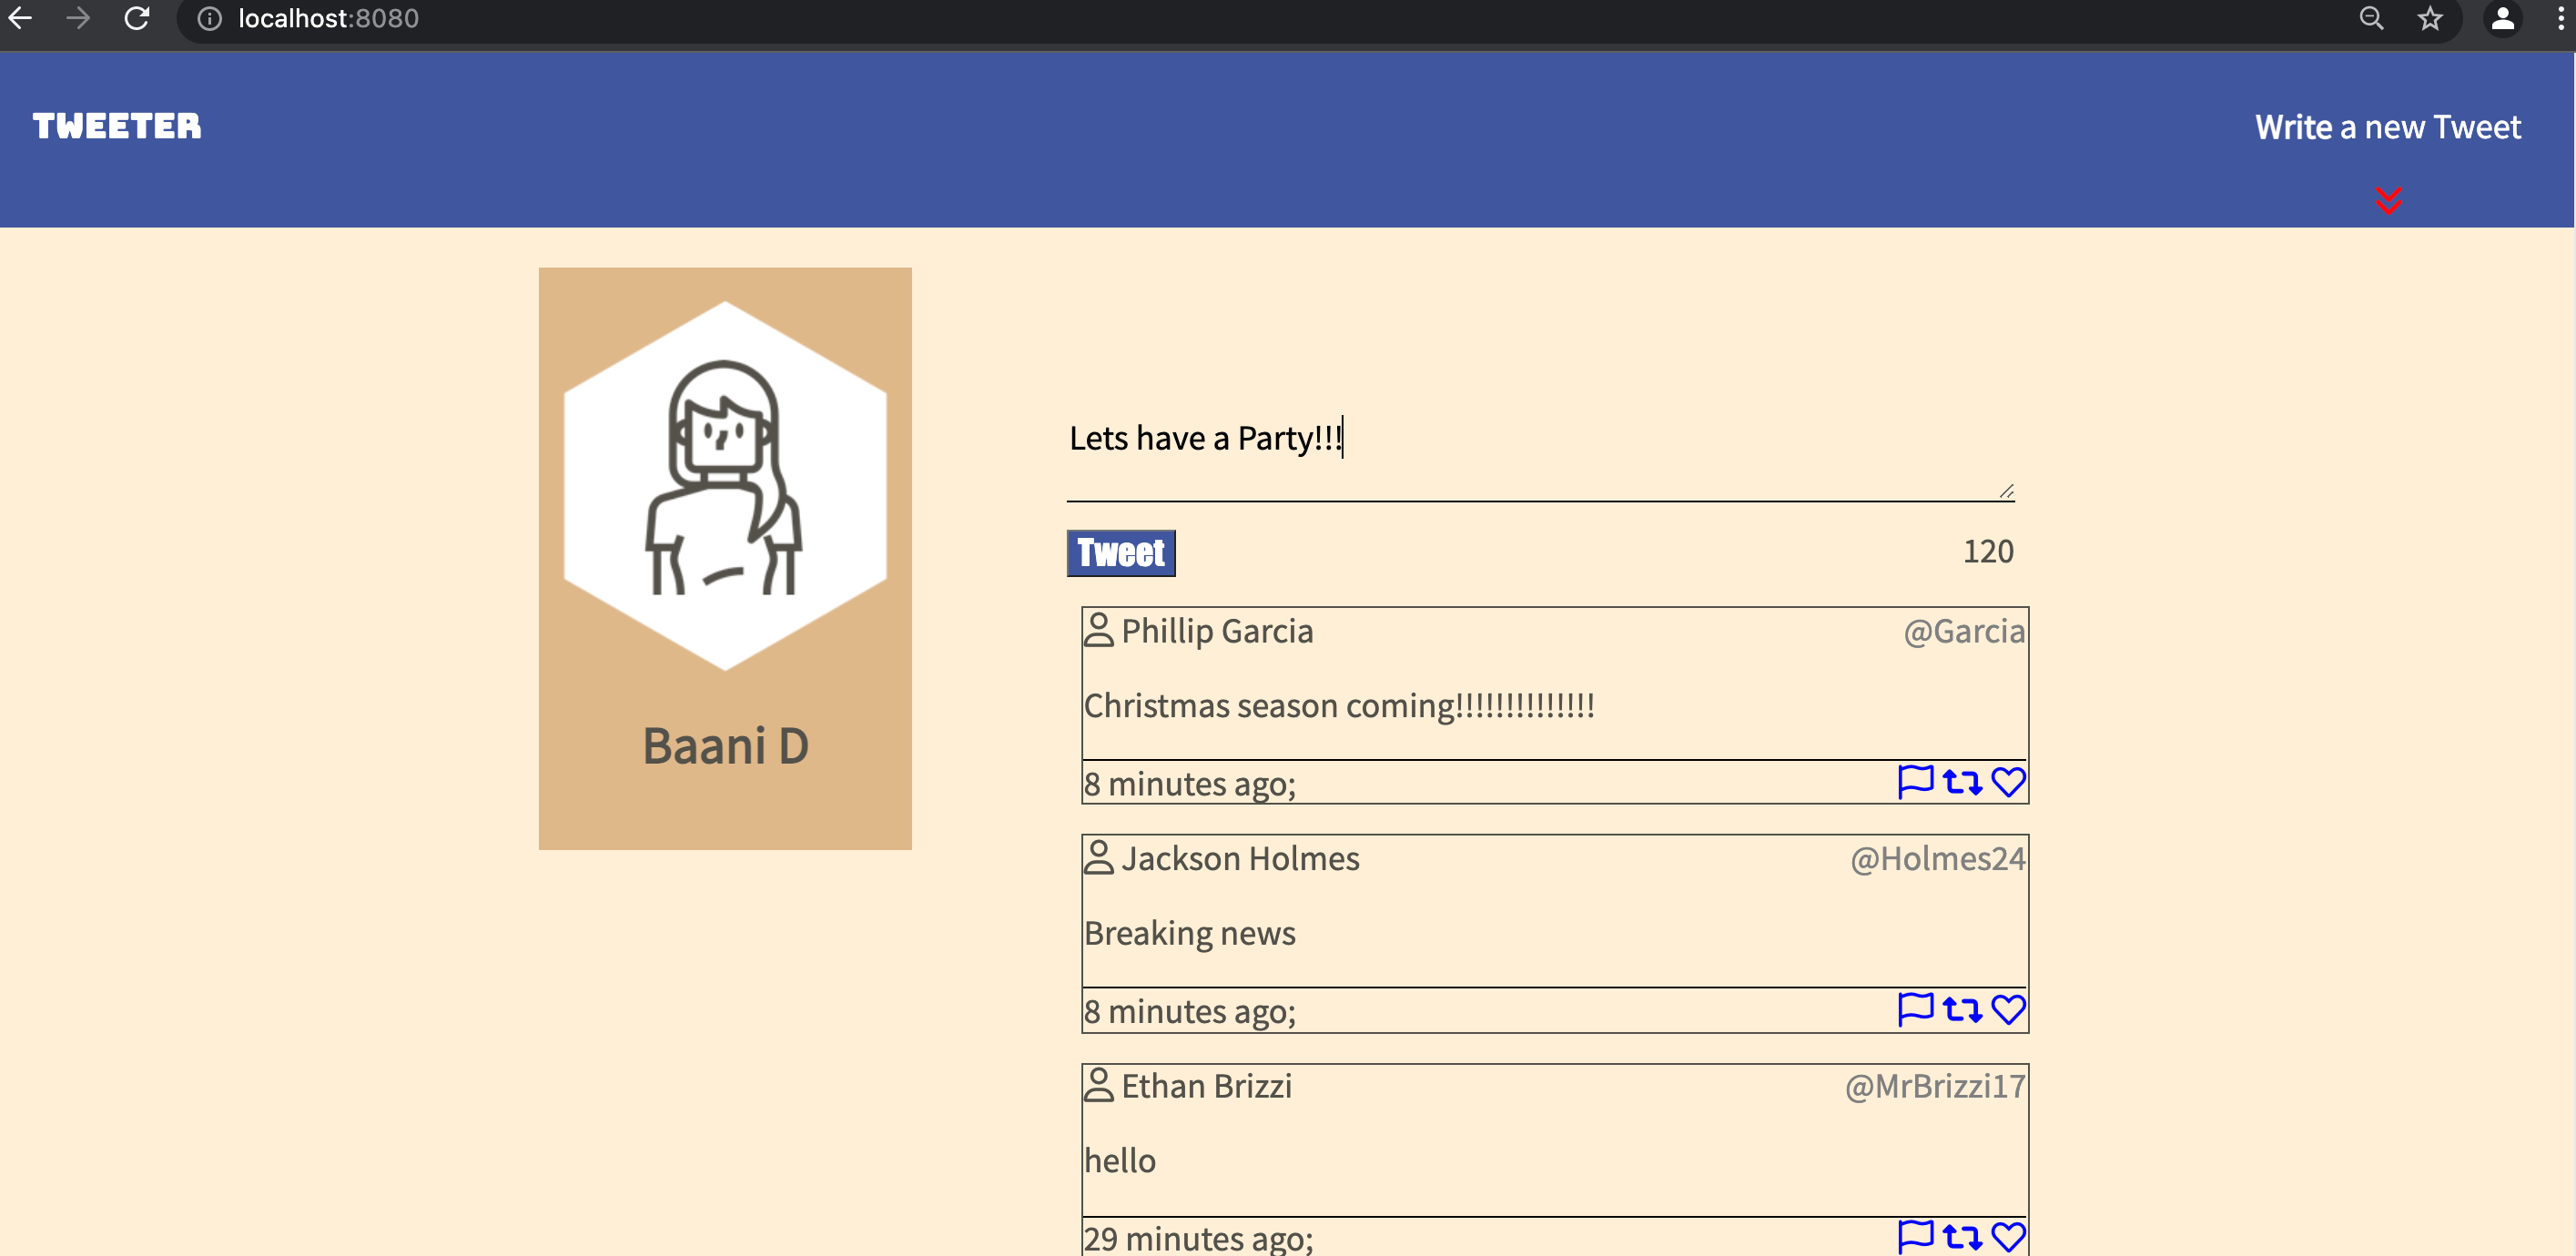 localhost:8080
TWEETER
Write a new Tweet
Baani D
Lets have a Party!!!
Tweet
120
Phillip Garcia
@Garcia
Christmas season coming!!!!!!!!!!!!!!
8 minutes ago;
Jackson Holmes
@Holmes24
Breaking news
8 minutes ago;
Ethan Brizzi
@MrBrizzi17
hello
29 minutes ago;